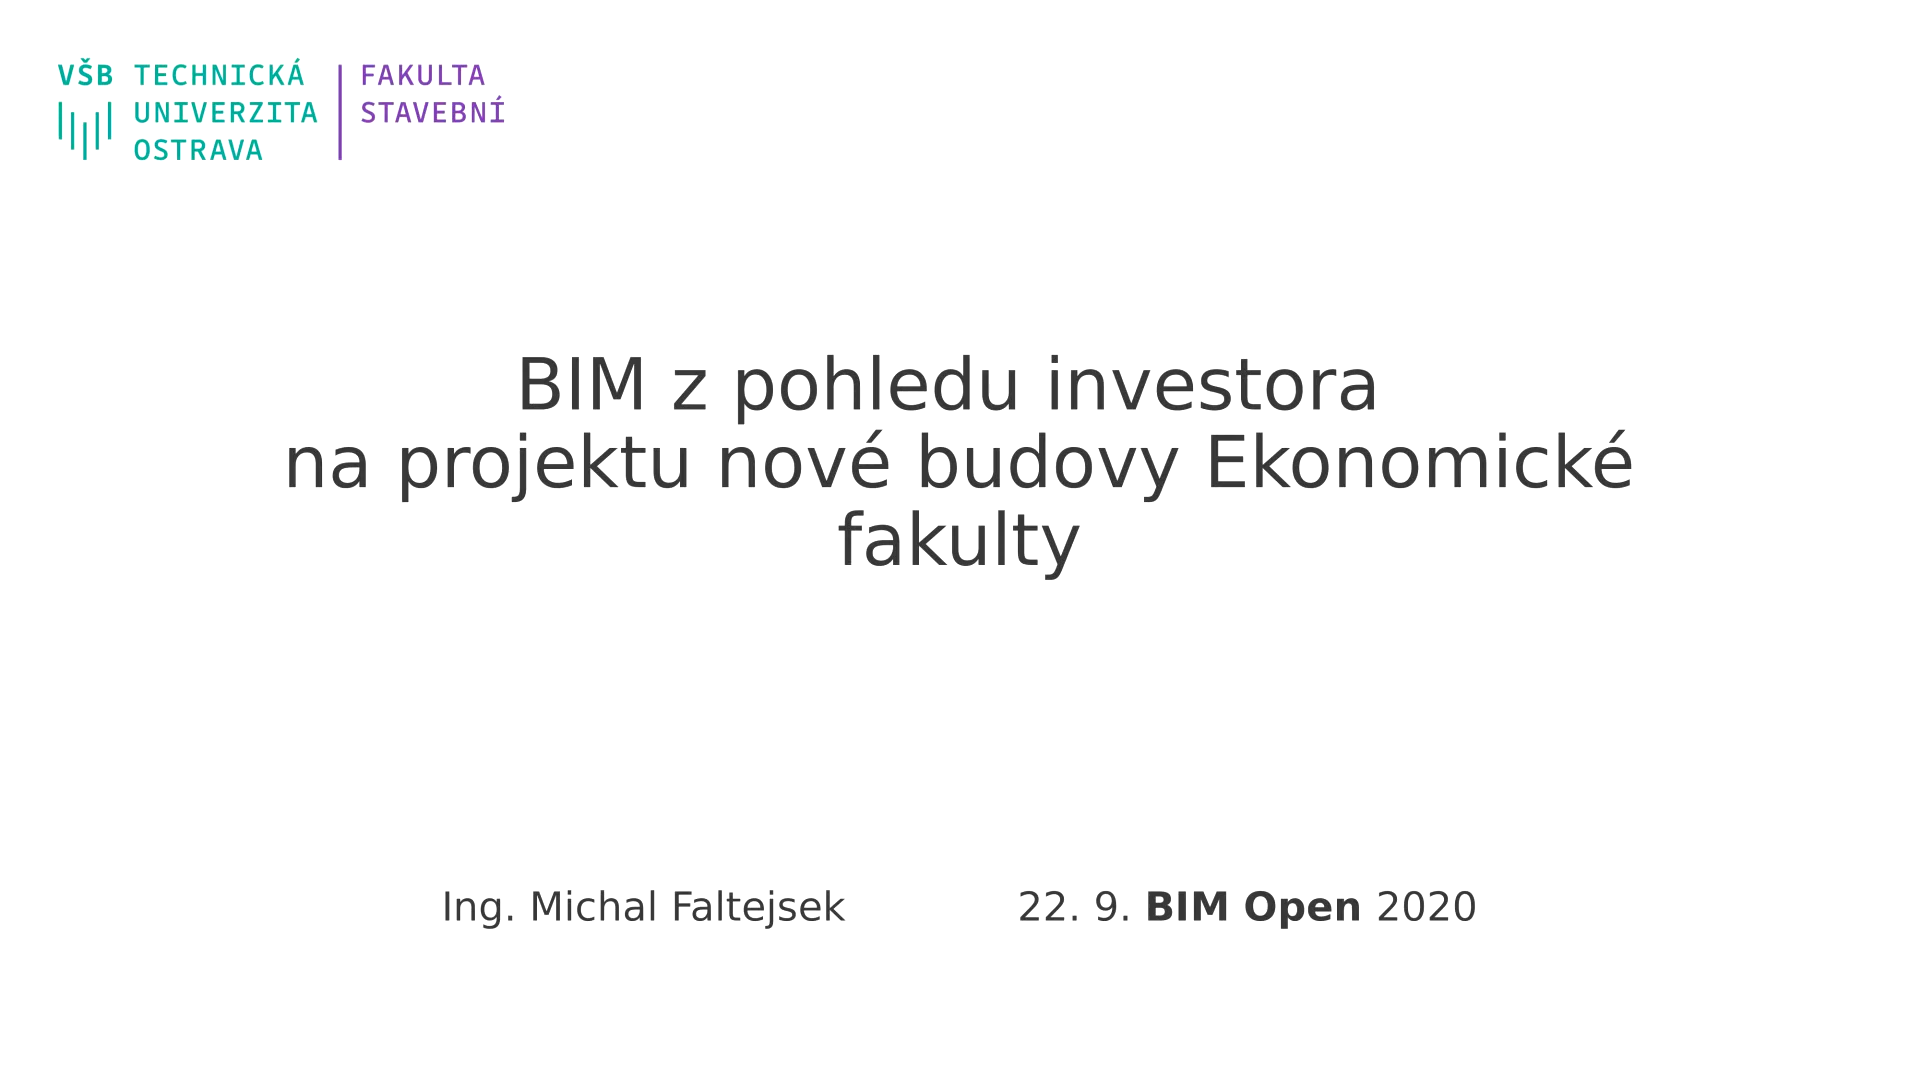 VŠB TECHNICKÁ
UNIVERZITA
OSTRAVA
FAKULTA
STAVEBNÍ
BIM z pohledu investora
na projektu nové budovy Ekonomické
fakulty
Ing. Michal Faltejsek
22. 9. BIM Open 2020